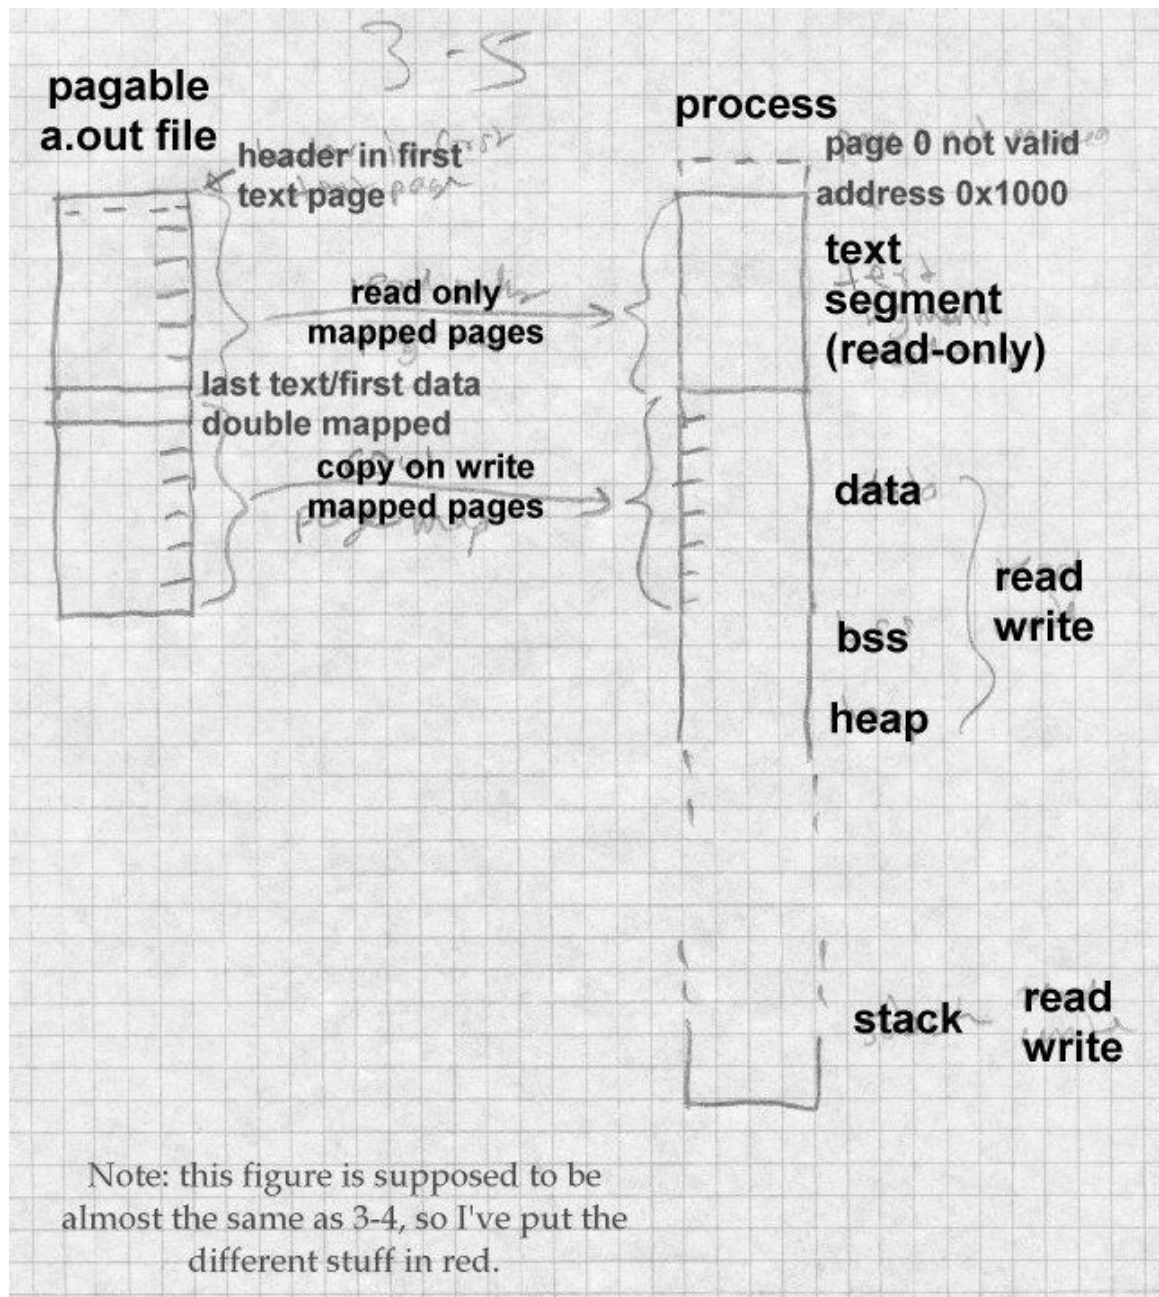 3-5
pagable
a.out file
header in first
text page
process
page 0 not valid
address 0x1000
text
segment
(read-only)
read only
mapped pages
last text/first data
double mapped
copy on write
mapped pages
data
read
write
bss
heap
stack
read
write
Note: this figure is supposed to be
almost the same as 3-4, so I've put the
different stuff in red.